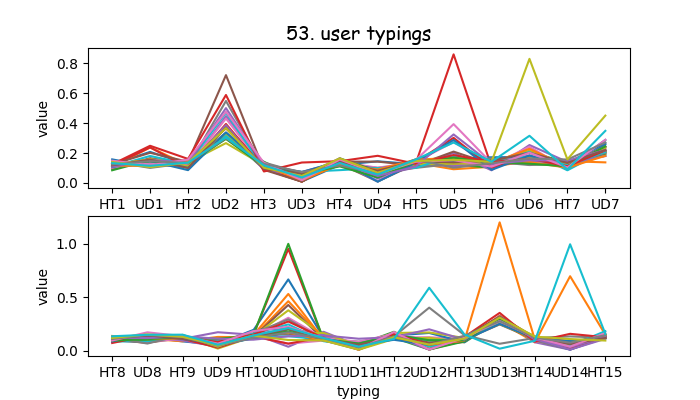 53. user typings
value
0.8
0.6
0.4
0.2
0.0
HT1 UD1 HT2 UD2 HT3 UD3 HT4 UD4 HT5 UD5 HT6 UD6 HT7 UD7
value
1.0
0.5
0.0
HT8 UD8 HT9 UD9 HT10 UD10 HT11 UD11 HT12 UD12 HT13 UD13 HT14 UD14 HT15
typing